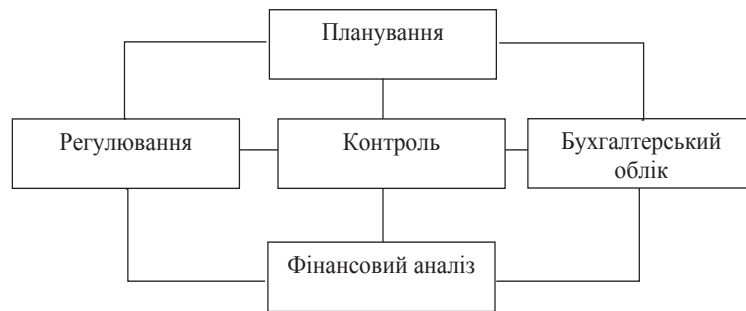 Планування
Регулювання
Контроль
Бухгалтерський
облік
Фінансовий аналіз